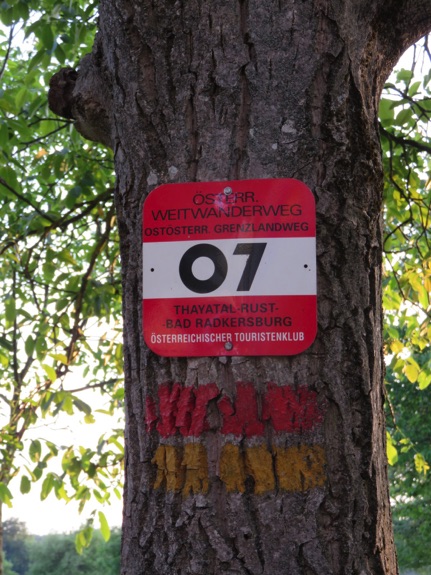 ÖSTERR.
WEITWANDERWEG
OSTÖSTERR. GRENZLANDWEG
07
THAYATAL-RUST-
BAD RADKERSBURG
ÖSTERREICHISCHER TOURISTENKLUB